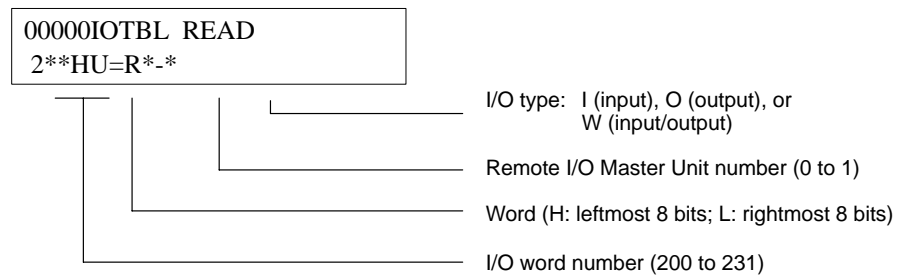 00000IOTBL READ
2**HU=R*-*
I/O type: I (input), O (output), or
W (input/output)
Remote I/O Master Unit number (0 to 1)
Word (H: leftmost 8 bits; L: rightmost 8 bits)
I/O word number (200 to 231)